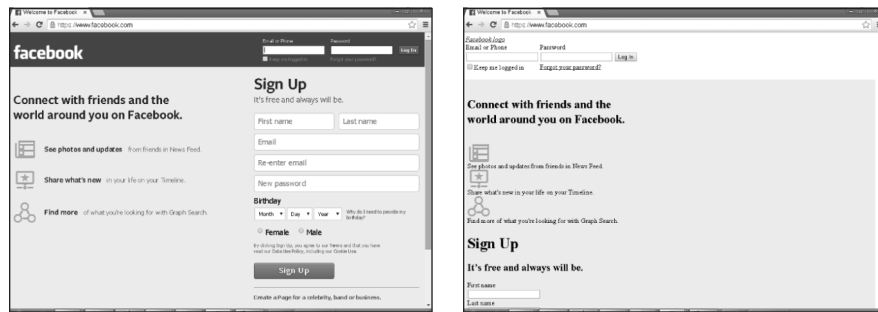 Welcome to Facebook
https://www.facebook.com
facebook
Email or Phone
Password
Log In
Keep me logged in
Forgot your password?
Connect with friends and the
world around you on Facebook.
See photos and updates from friends in News Feed.
Share what's new in your life on your Timeline.
Find more of what you're looking for with Graph Search.
Sign Up
It's free and always will be.
First name
Last name
Email
Re-enter email
New password
Birthday
Month
Day
Year
Why do I need to provide my
birthday?
Female
Male
By clicking Sign Up, you agree to our Terms and that you have
read our Data Use Policy, including our Cookie Use.
Sign Up
Create a Page for a celebrity, band or business.
Welcome to Facebook
https://www.facebook.com
Facebook logo
Email or Phone
Password
Log In
Keep me logged in
Forgot your password?
Connect with friends and the
world around you on Facebook.
See photos and updates from friends in News Feed.
Share what's new in your life on your Timeline.
Find more of what you're looking for with Graph Search.
Sign Up
It's free and always will be.
First name
Last name